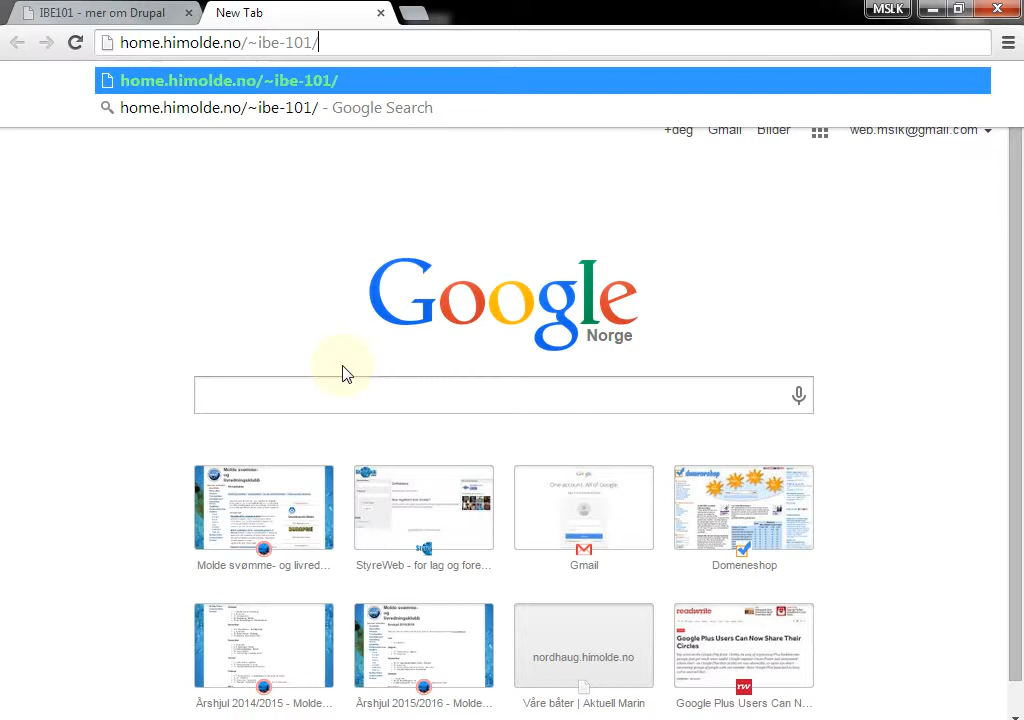 IBE101 - mer om Drupal
New Tab
MSLK
home.himolde.no/~ibe-101/
home.himolde.no/~ibe-101/
home.himolde.no/~ibe-101/ - Google Search
+deg Gmail Bilder web.mslk@gmail.com
Google
Norge
Molde svømme- og livred...
StyreWeb - for lag og fore...
Gmail
Domeneshop
nordhaug.himolde.no
readwrite
Google Plus Users Can Now Share Their
Circles
Årshjul 2014/2015 - Molde...
Årshjul 2015/2016 - Molde...
Våre båter | Aktuell Marin
Google Plus Users Can N...